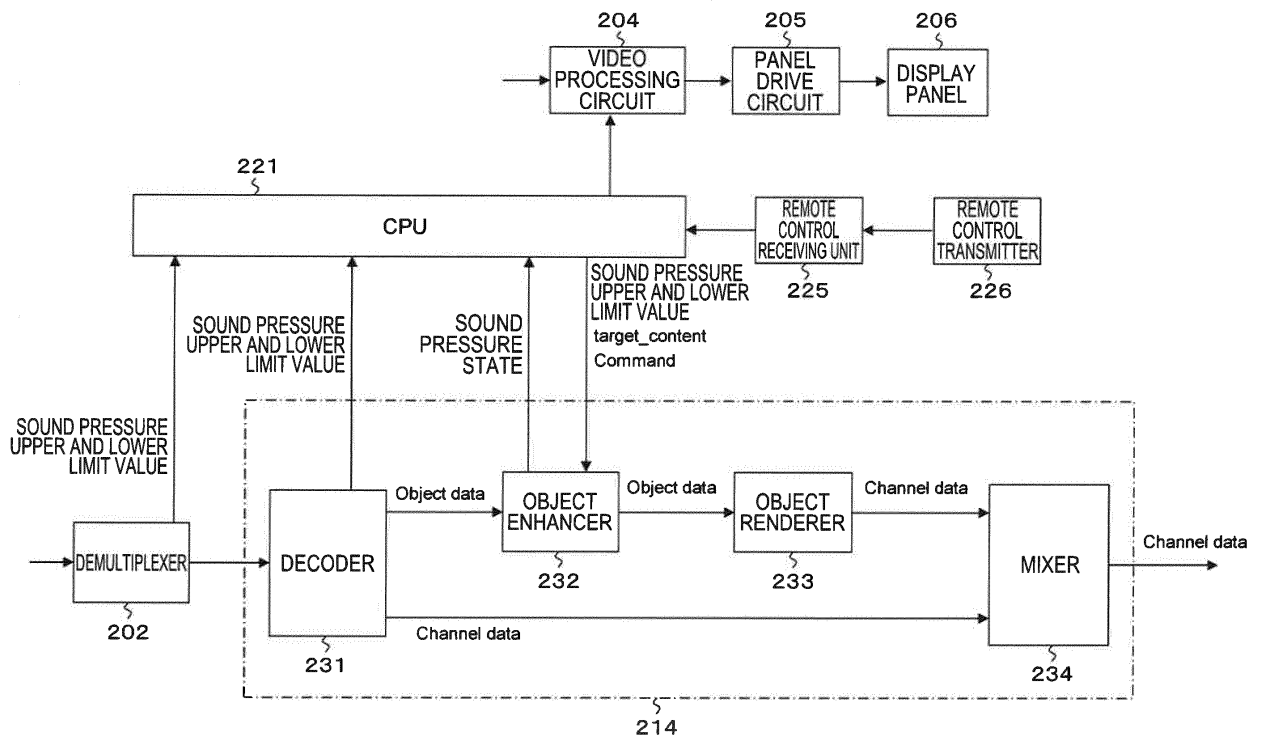 204
205
206
VIDEO
PROCESSING
CIRCUIT
PANEL
DRIVE
CIRCUIT
DISPLAY
PANEL
221
CPU
REMOTE
CONTROL
RECEIVING UNIT
REMOTE
CONTROL
TRANSMITTER
225
226
SOUND PRESSURE
UPPER AND LOWER
LIMIT VALUE
target_content
Command
SOUND PRESSURE
UPPER AND LOWER
LIMIT VALUE
SOUND
PRESSURE
STATE
SOUND PRESSURE
UPPER AND LOWER
LIMIT VALUE
Object data
OBJECT
ENHANCER
Object data
OBJECT
RENDERER
Channel data
DEMULTIPLEXER
DECODER
MIXER
Channel data
232
233
202
Channel data
231
234
214